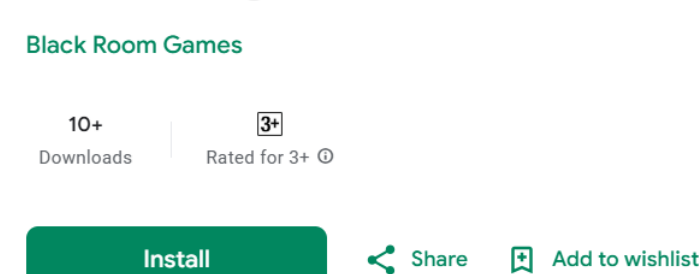 Black Room Games
10+
3+
Downloads
Rated for 3+
Install
Share
Add to wishlist